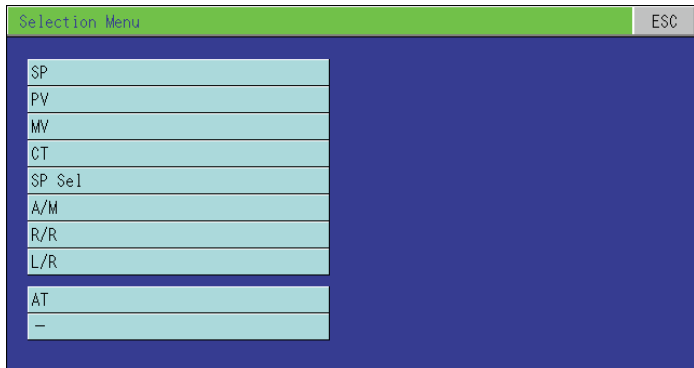 Selection Menu
ESC
SP
PV
MV
CT
SP Sel
A/M
R/R
L/R
AT
—